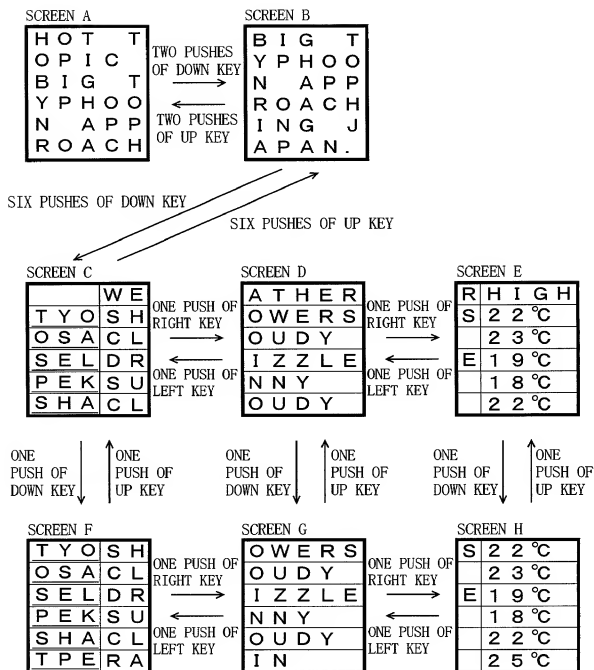 SCREEN A
HOT T
OPIC
BIG T
YPHOO
N APP
ROACH
TWO PUSHES
OF DOWN KEY
TWO PUSHES
OF UP KEY
SCREEN B
BIG T
YPHOO
N APP
ROACH
ING J
APAN.
SIX PUSHES OF DOWN KEY
SIX PUSHES OF UP KEY
SCREEN C
WE
TYO SH
OSA CL
SEL DR
PEK SU
SHA CL
ONE PUSH OF
RIGHT KEY
ONE PUSH OF
LEFT KEY
SCREEN D
ATHER
OWERS
OUDY
IZZLE
NNY
OUDY
ONE PUSH OF
RIGHT KEY
ONE PUSH OF
LEFT KEY
SCREEN E
R HIGH
S 22℃
23℃
E 19℃
18℃
22℃
ONE
PUSH OF
DOWN KEY
ONE
PUSH OF
UP KEY
ONE
PUSH OF
DOWN KEY
ONE
PUSH OF
UP KEY
ONE
PUSH OF
DOWN KEY
ONE
PUSH OF
UP KEY
SCREEN F
TYO SH
OSA CL
SEL DR
PEK SU
SHA CL
TPE RA
ONE PUSH OF
RIGHT KEY
ONE PUSH OF
LEFT KEY
SCREEN G
OWERS
OUDY
IZZLE
NNY
OUDY
IN
ONE PUSH OF
RIGHT KEY
ONE PUSH OF
LEFT KEY
SCREEN H
S 22℃
23℃
E 19℃
18℃
22℃
25℃